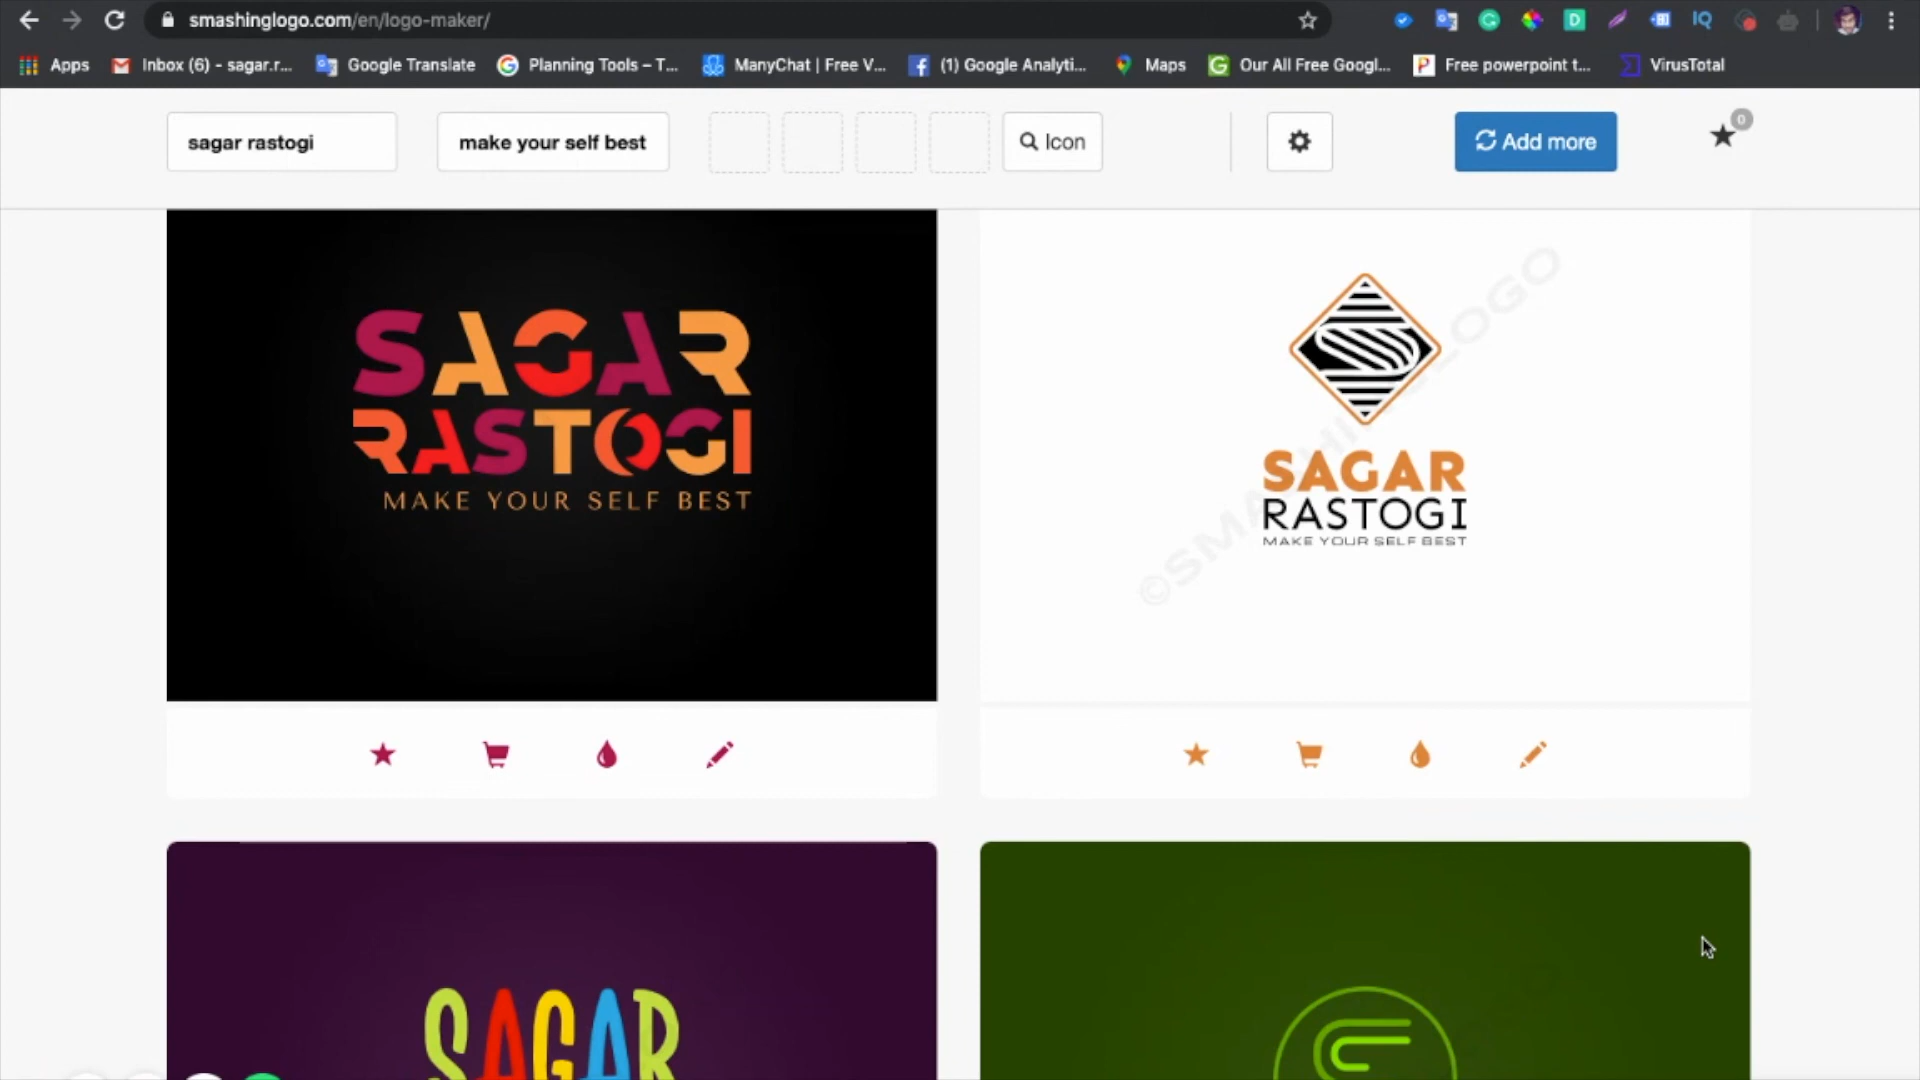 smashinglogo.com/en/logo-maker/
Apps
Inbox (6) - sagar.r...
Google Translate
Planning Tools – T...
ManyChat | Free V...
(1) Google Analyti...
Maps
Our All Free Googl...
Free powerpoint t...
VirusTotal
sagar rastogi
make your self best
Icon
Add more
0
SAGAR
RASTOGI
MAKE YOUR SELF BEST
©SMASHINGLOGO
SAGAR
RASTOGI
MAKE YOUR SELF BEST
SAGAR